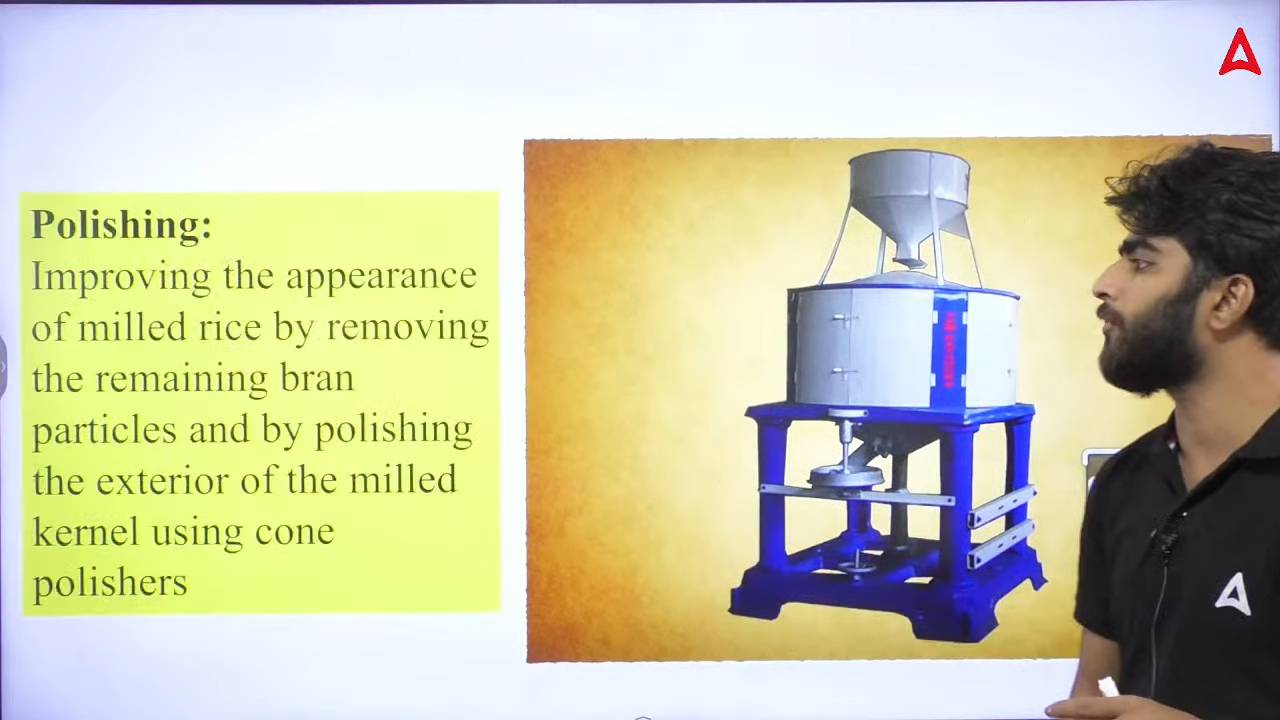 Polishing:
Improving the appearance
of milled rice by removing
the remaining bran
particles and by polishing
the exterior of the milled
kernel using cone
polishers